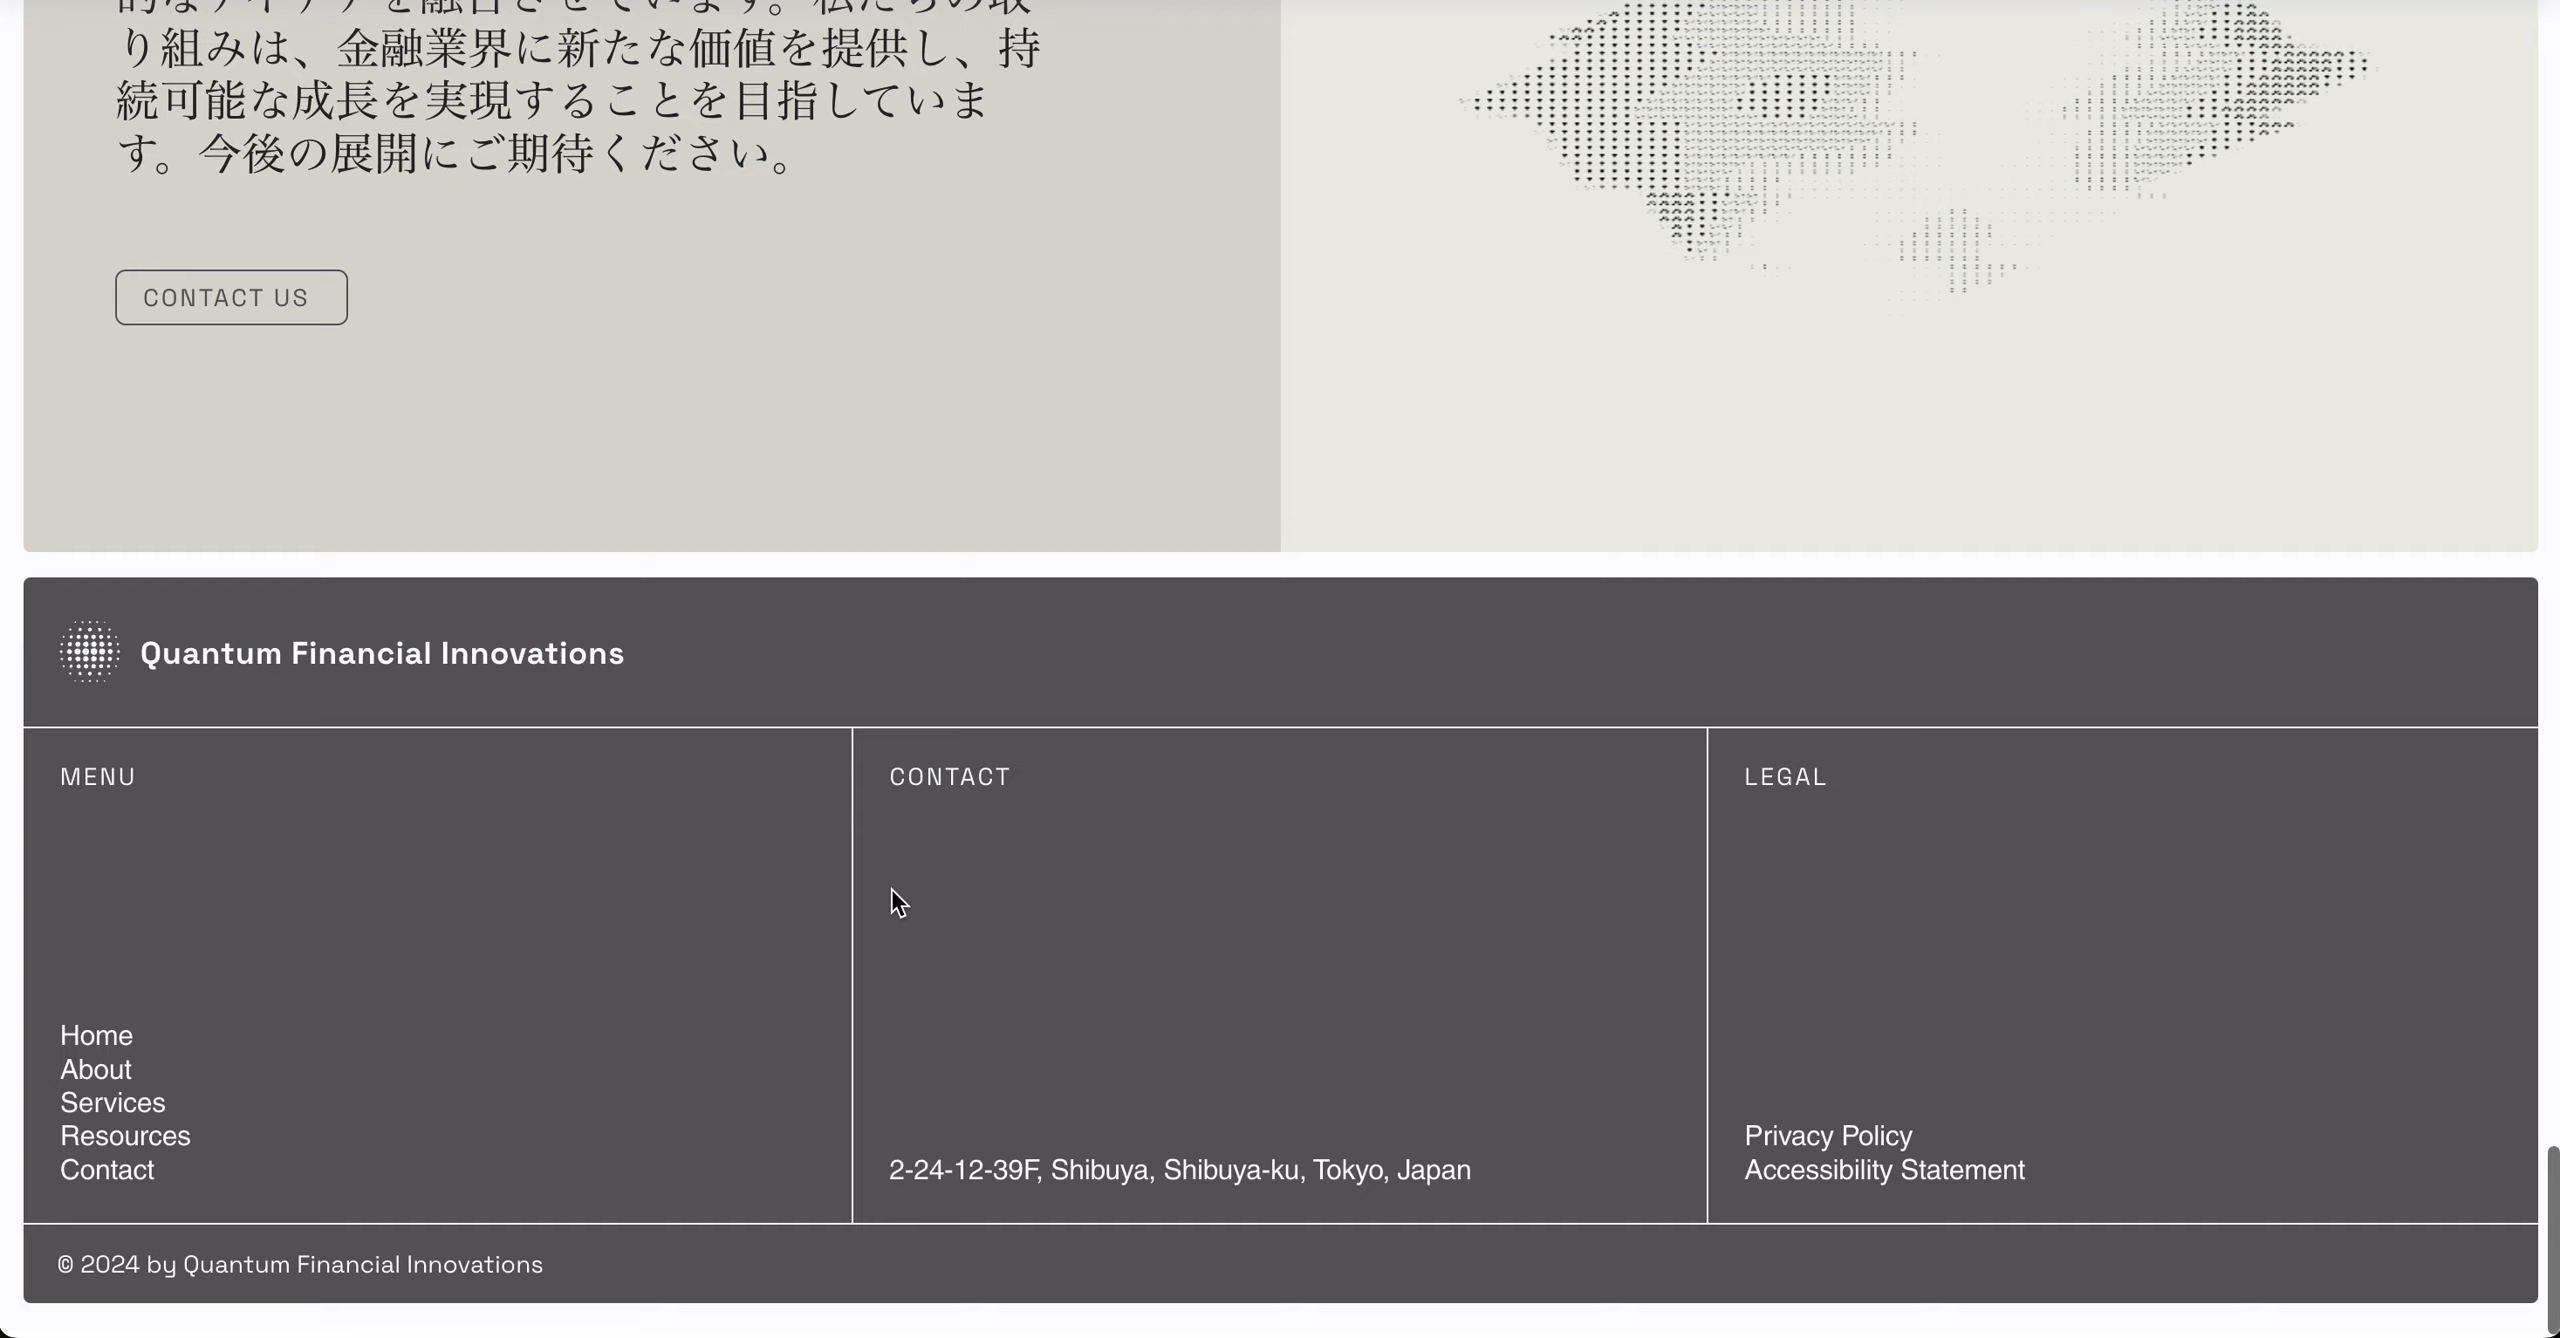 り組みは、金融業界に新たな価値を提供し、持
続可能な成長を実現することを目指していま
す。今後の展開にご期待ください。
CONTACT US
Quantum Financial Innovations
MENU
Home
About
Services
Resources
Contact
CONTACT
2-24-12-39F, Shibuya, Shibuya-ku, Tokyo, Japan
LEGAL
Privacy Policy
Accessibility Statement
© 2024 by Quantum Financial Innovations